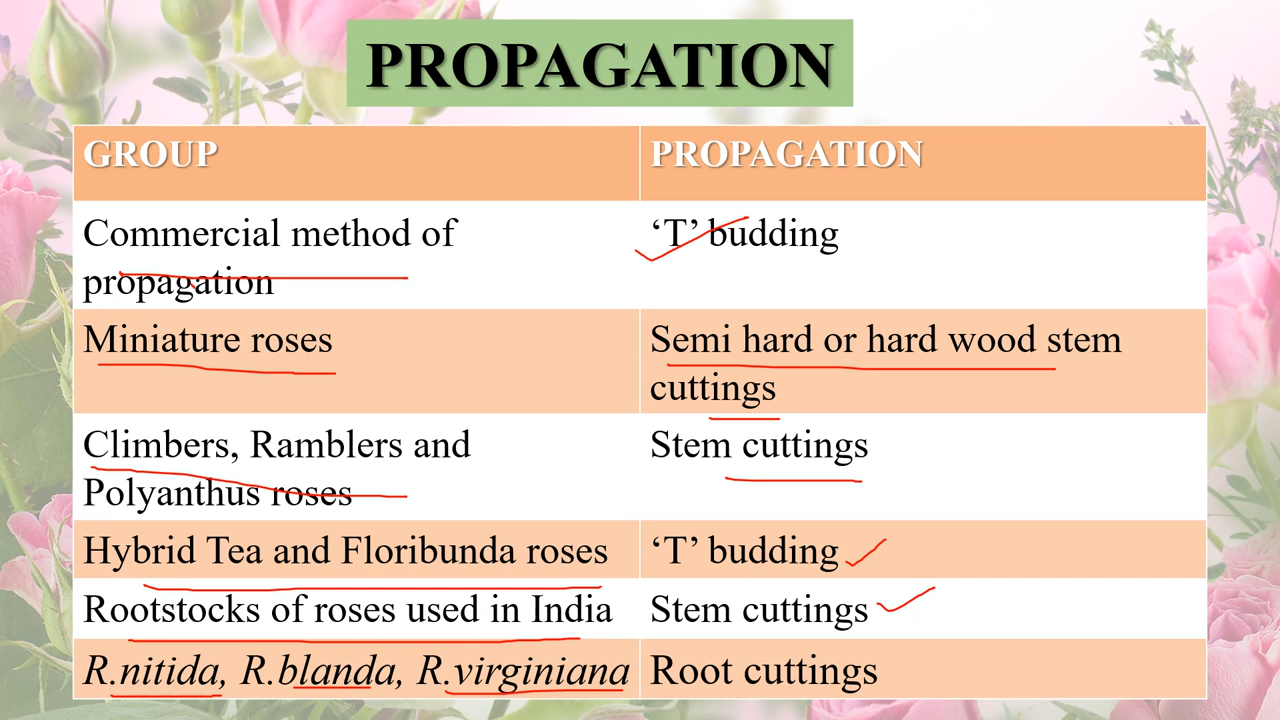 PROPAGATION
GROUP
PROPAGATION
Commercial method of
propagation
‘T’ budding
Miniature roses
Semi hard or hard wood stem
cuttings
Climbers, Ramblers and
Polyanthus roses
Stem cuttings
Hybrid Tea and Floribunda roses
‘T’ budding
Rootstocks of roses used in India
Stem cuttings
R.nitida, R.blanda, R.virginiana
Root cuttings